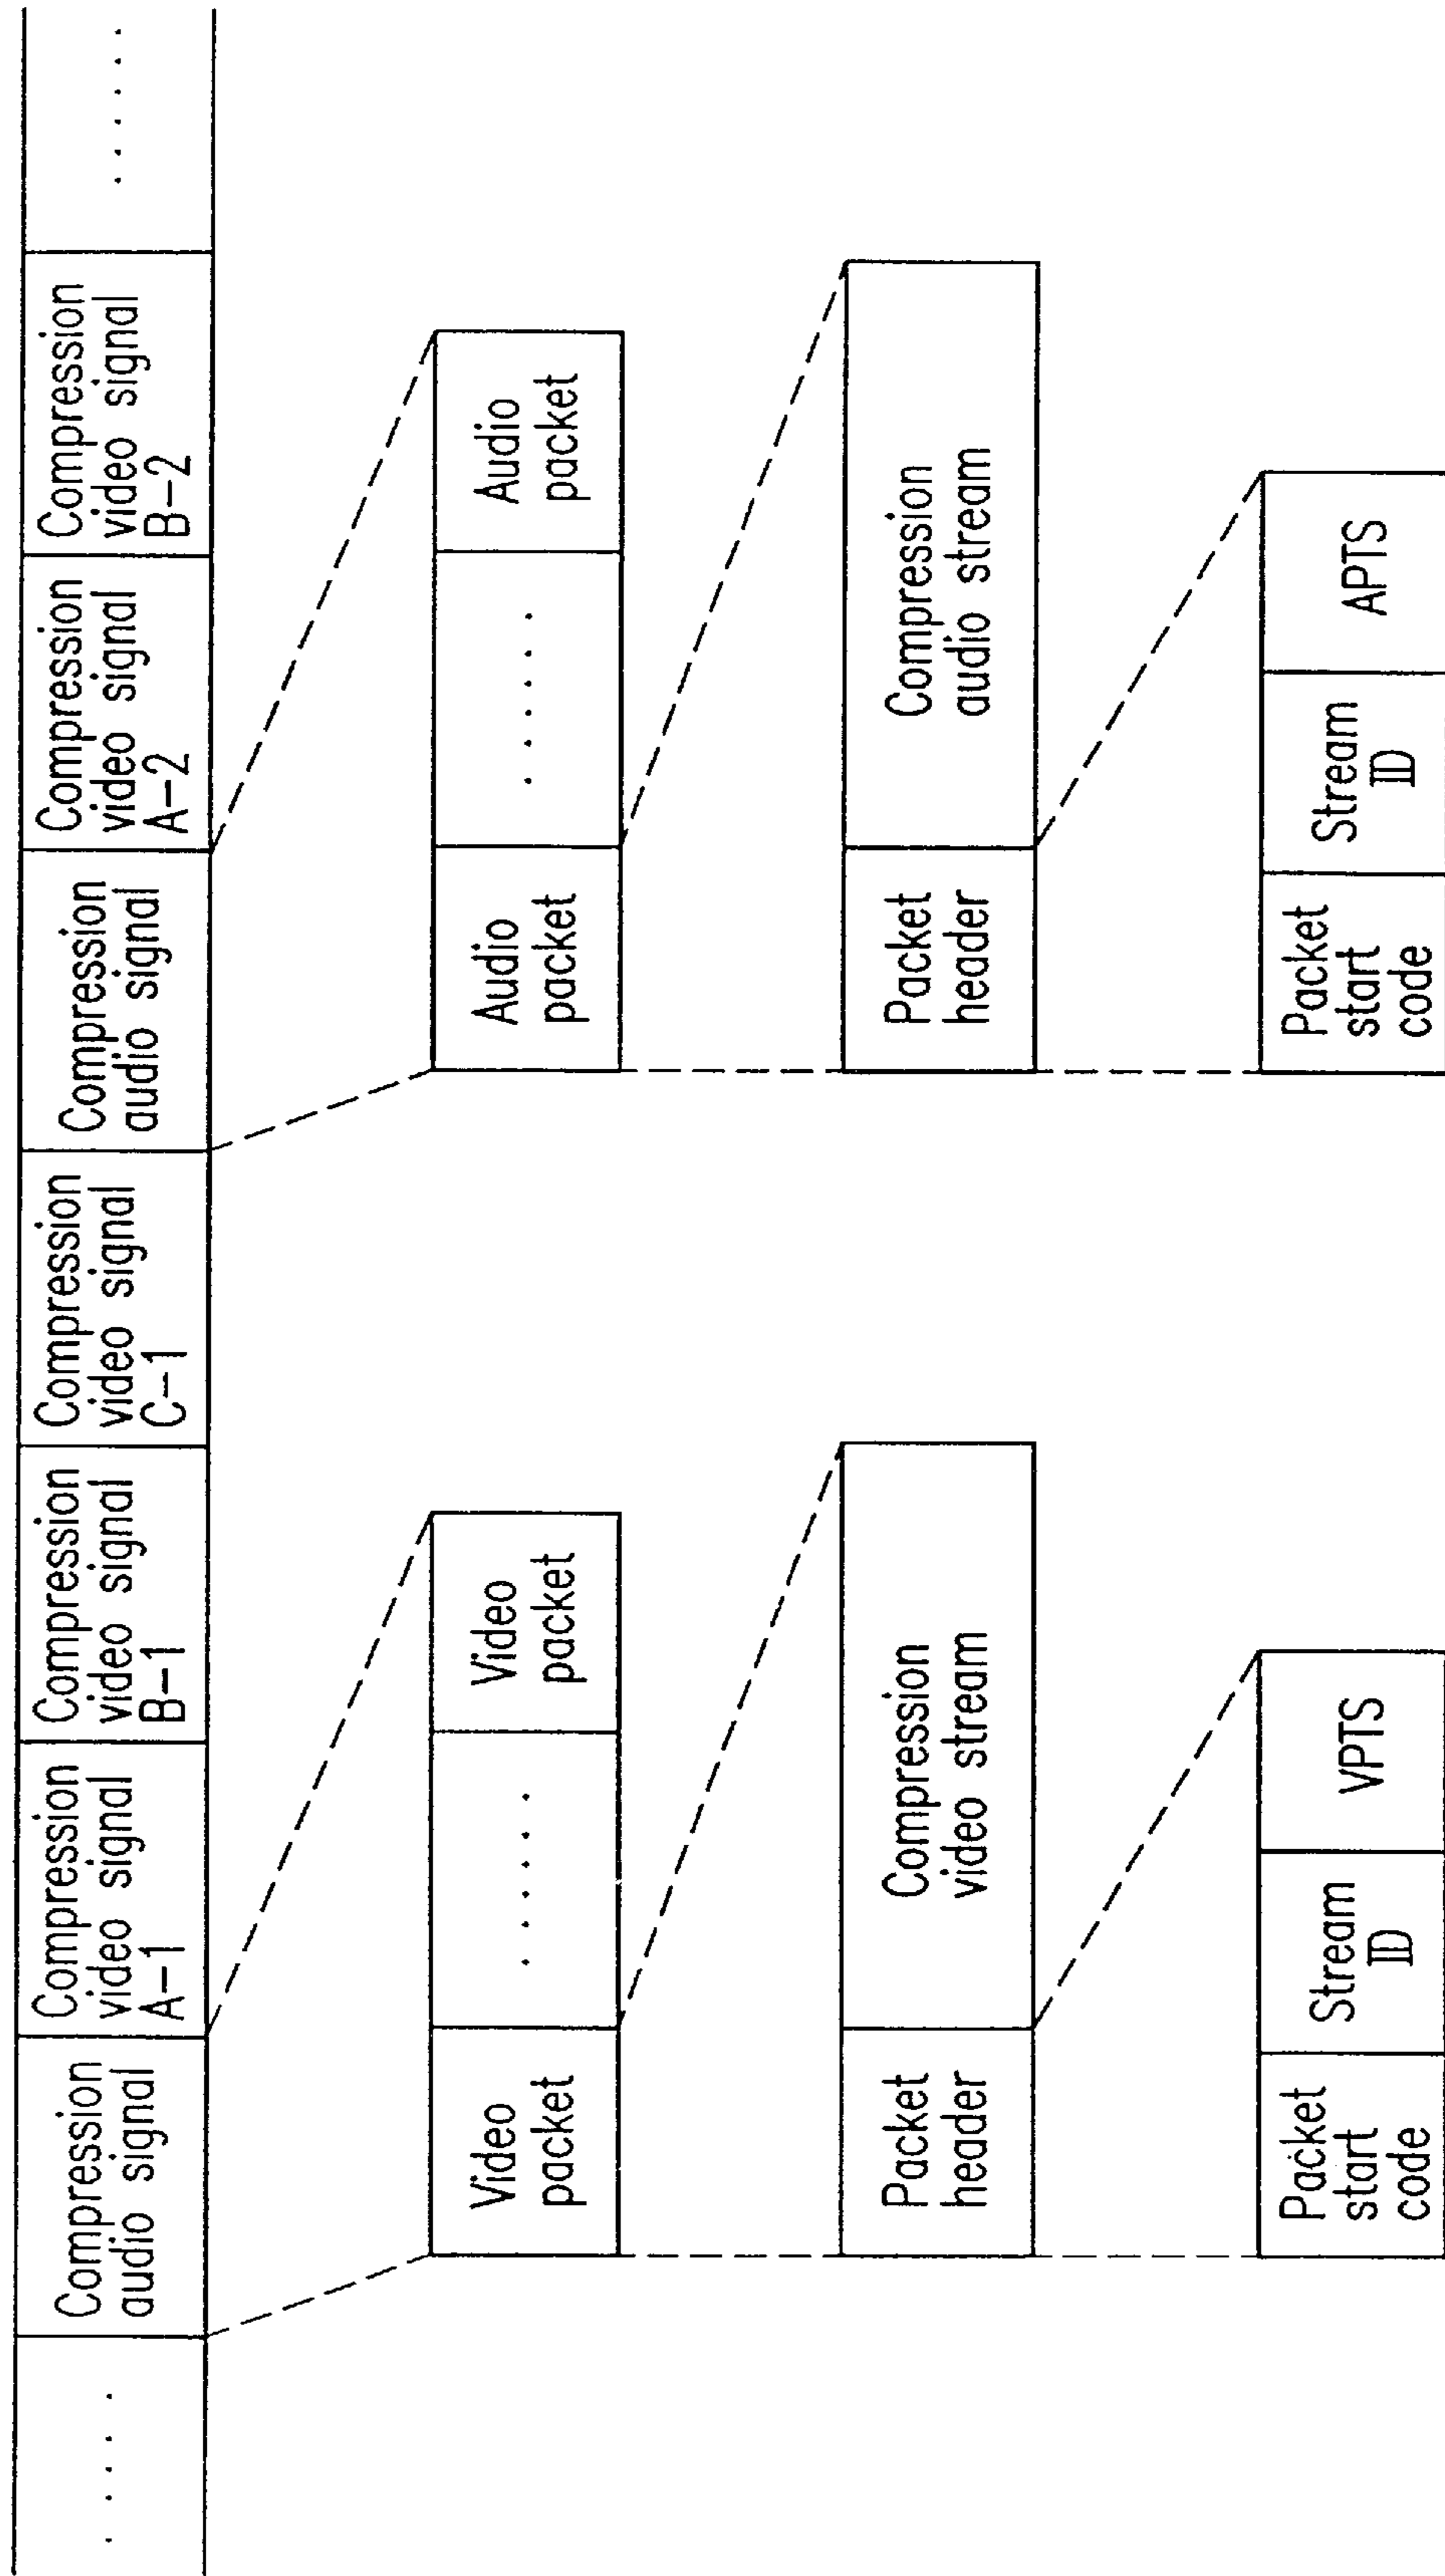 . . . . .
Compression
audio signal
Compression
video signal
A-1
Compression
video signal
B-1
Compression
video signal
C-1
Compression
audio signal
Compression
video signal
A-2
Compression
video signal
B-2
. . . . . .
Video
packet
. . . . . .
Video
packet
Audio
packet
. . . . . .
Audio
packet
Packet
header
Compression
video stream
Packet
header
Compression
audio stream
Packet
start
code
Stream
ID
VPTS
Packet
start
code
Stream
ID
APTS